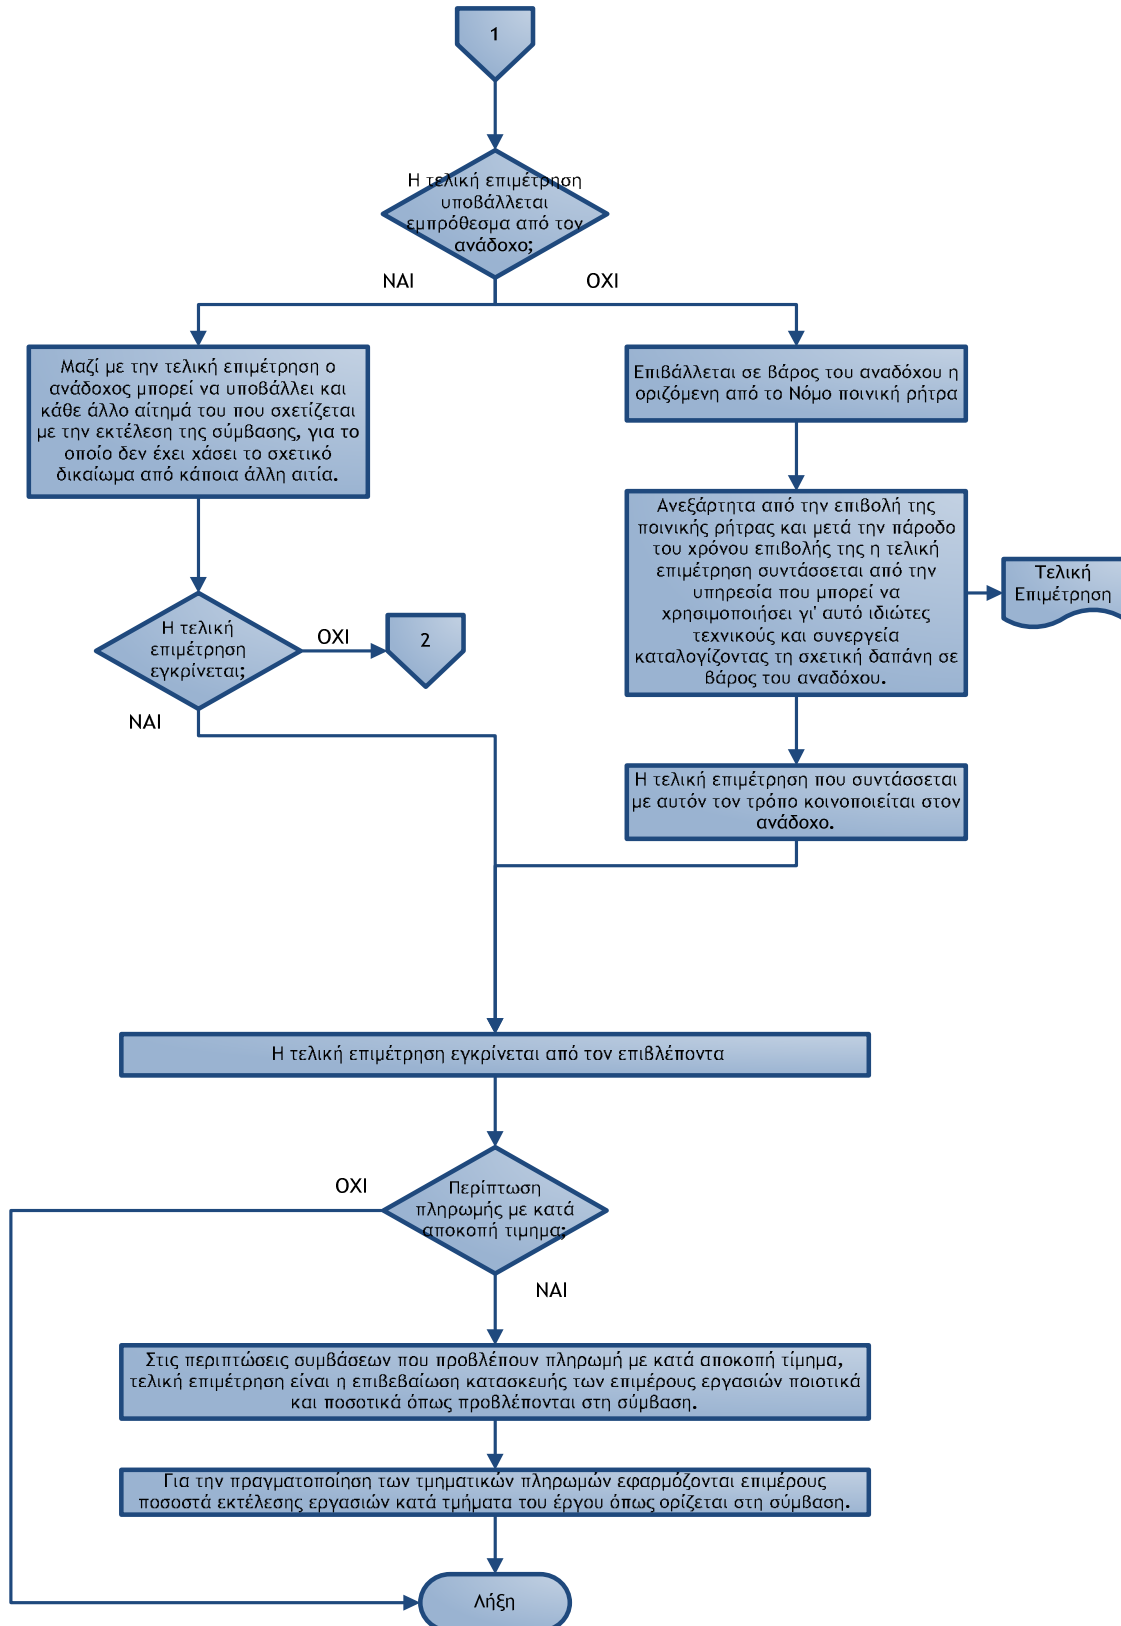 1
Η τελική επιμέτρηση
υποβάλλεται
εμπρόθεσμα από τον
ανάδοχο;
ΝΑΙ
ΟΧΙ
Μαζί με την τελική επιμέτρηση ο
ανάδοχος μπορεί να υποβάλλει και
κάθε άλλο αίτημά του που σχετίζεται
με την εκτέλεση της σύμβασης, για το
οποίο δεν έχει χάσει το σχετικό
δικαίωμα από κάποια άλλη αιτία.
Επιβάλλεται σε βάρος του αναδόχου η
οριζόμενη από το Νόμο ποινική ρήτρα
Ανεξάρτητα από την επιβολή της
ποινικής ρήτρας και μετά την πάροδο
του χρόνου επιβολής της η τελική
επιμέτρηση συντάσσεται από την
υπηρεσία που μπορεί να
χρησιμοποιήσει γι' αυτό ιδιώτες
τεχνικούς και συνεργεία
καταλογίζοντας τη σχετική δαπάνη σε
βάρος του αναδόχου.
Τελική
Επιμέτρηση
Η τελική
επιμέτρηση
εγκρίνεται;
ΟΧΙ
2
ΝΑΙ
Η τελική επιμέτρηση που συντάσσεται
με αυτόν τον τρόπο κοινοποιείται στον
ανάδοχο.
Η τελική επιμέτρηση εγκρίνεται από τον επιβλέποντα
Περίπτωση
πληρωμής με κατά
αποκοπή τιμημα;
ΟΧΙ
ΝΑΙ
Στις περιπτώσεις συμβάσεων που προβλέπουν πληρωμή με κατά αποκοπή τίμημα,
τελική επιμέτρηση είναι η επιβεβαίωση κατασκευής των επιμέρους εργασιών ποιοτικά
και ποσοτικά όπως προβλέπονται στη σύμβαση.
Για την πραγματοποίηση των τμηματικών πληρωμών εφαρμόζονται επιμέρους
ποσοστά εκτέλεσης εργασιών κατά τμήματα του έργου όπως ορίζεται στη σύμβαση.
Λήξη